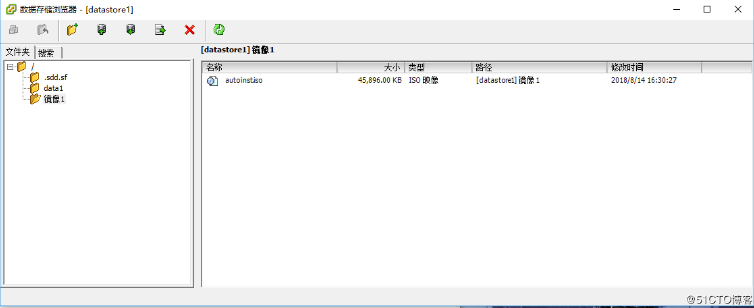 数据存储浏览器 - [datastore1]
文件夹 搜索
[datastore1] 镜像1
/
.sdd.sf
data1
镜像1
名称 大小 类型 路径 修改时间
autoinst.iso 45,896.00 KB ISO 映像 [datastore1] 镜像1 2018/8/14 16:30:27
@51CTO博客